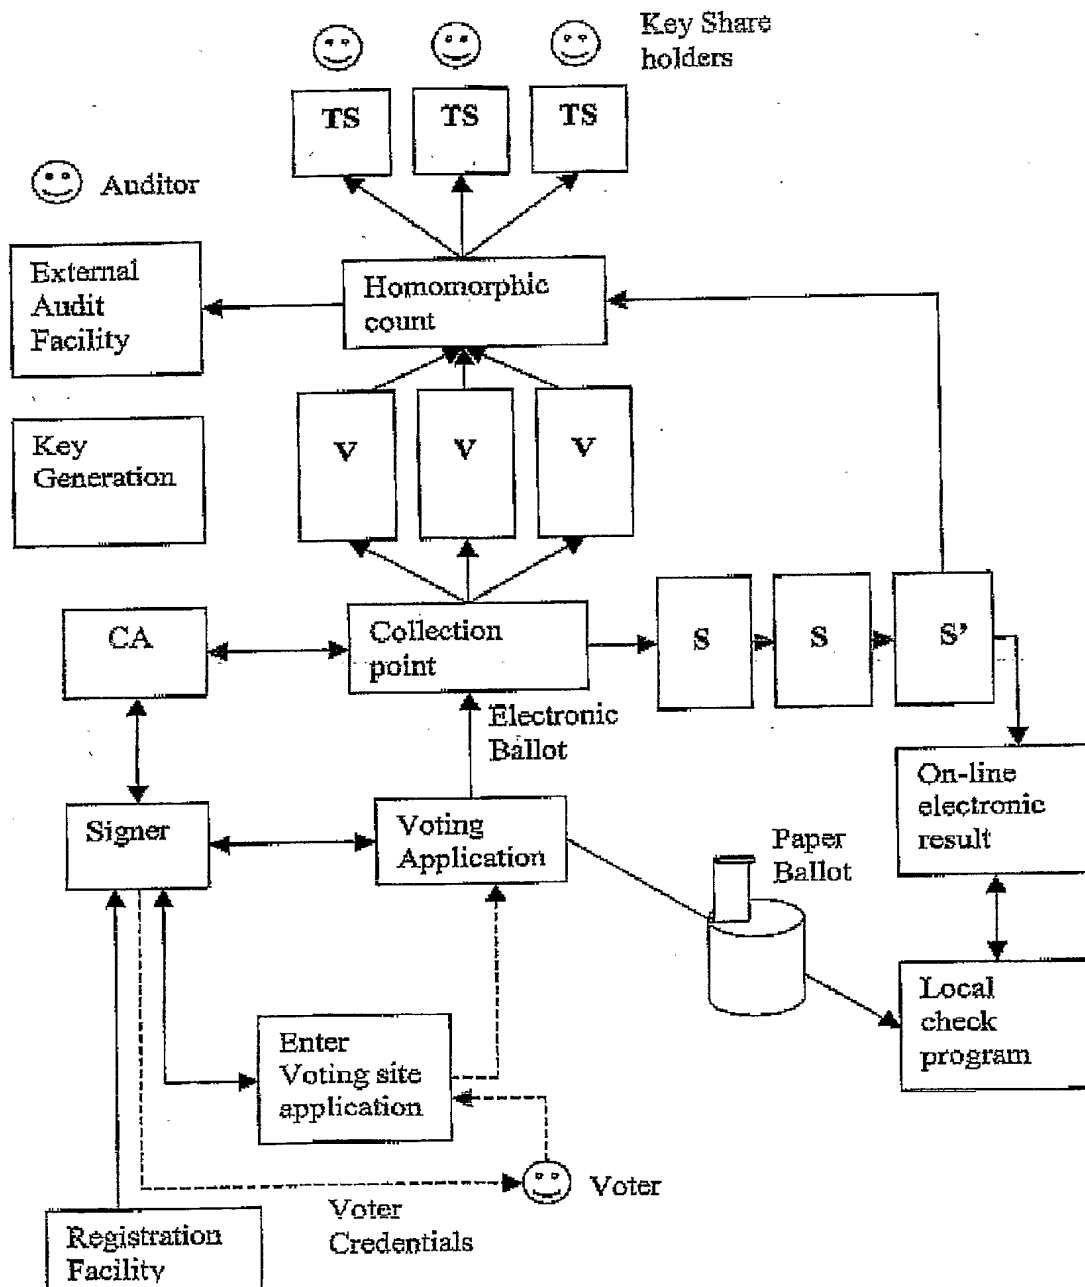 Key Share
holders
TS
TS
TS
Auditor
External
Audit
Facility
Homomorphic
count
Key
Generation
V
V
V
CA
Collection
point
S
S
S'
Electronic
Ballot
On-line
electronic
result
Signer
Voting
Application
Paper
Ballot
Local
check
program
Enter
Voting site
application
Voter
Voter
Credentials
Registration
Facility